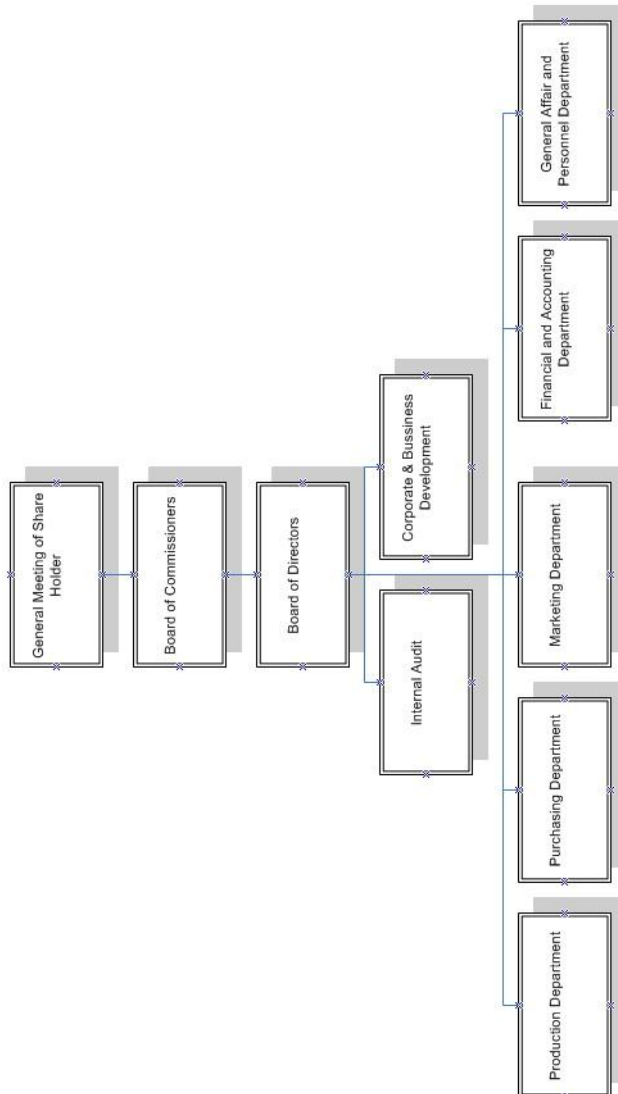 General Meeting of Share
Holder
Board of Commissioners
Board of Directors
Internal Audit
Corporate & Bussiness
Development
Production Department
Purchasing Department
Marketing Department
Financial and Accounting
Department
General Affair and
Personnel Department